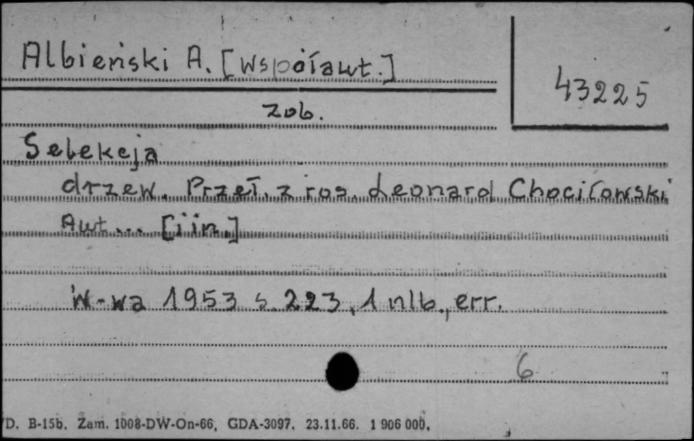 Albieński A. [współaut.]
43225
zob.
Selekcja
drzew. Przeł. z ros. Leonard Chociłowski
Aut... [i in.]
W-wa 1953 s. 223, 1 nlb., err.
6
D. B-15b. Zam. 1008-DW-On-66, GDA-3097. 23.11.66. 1 906 000.